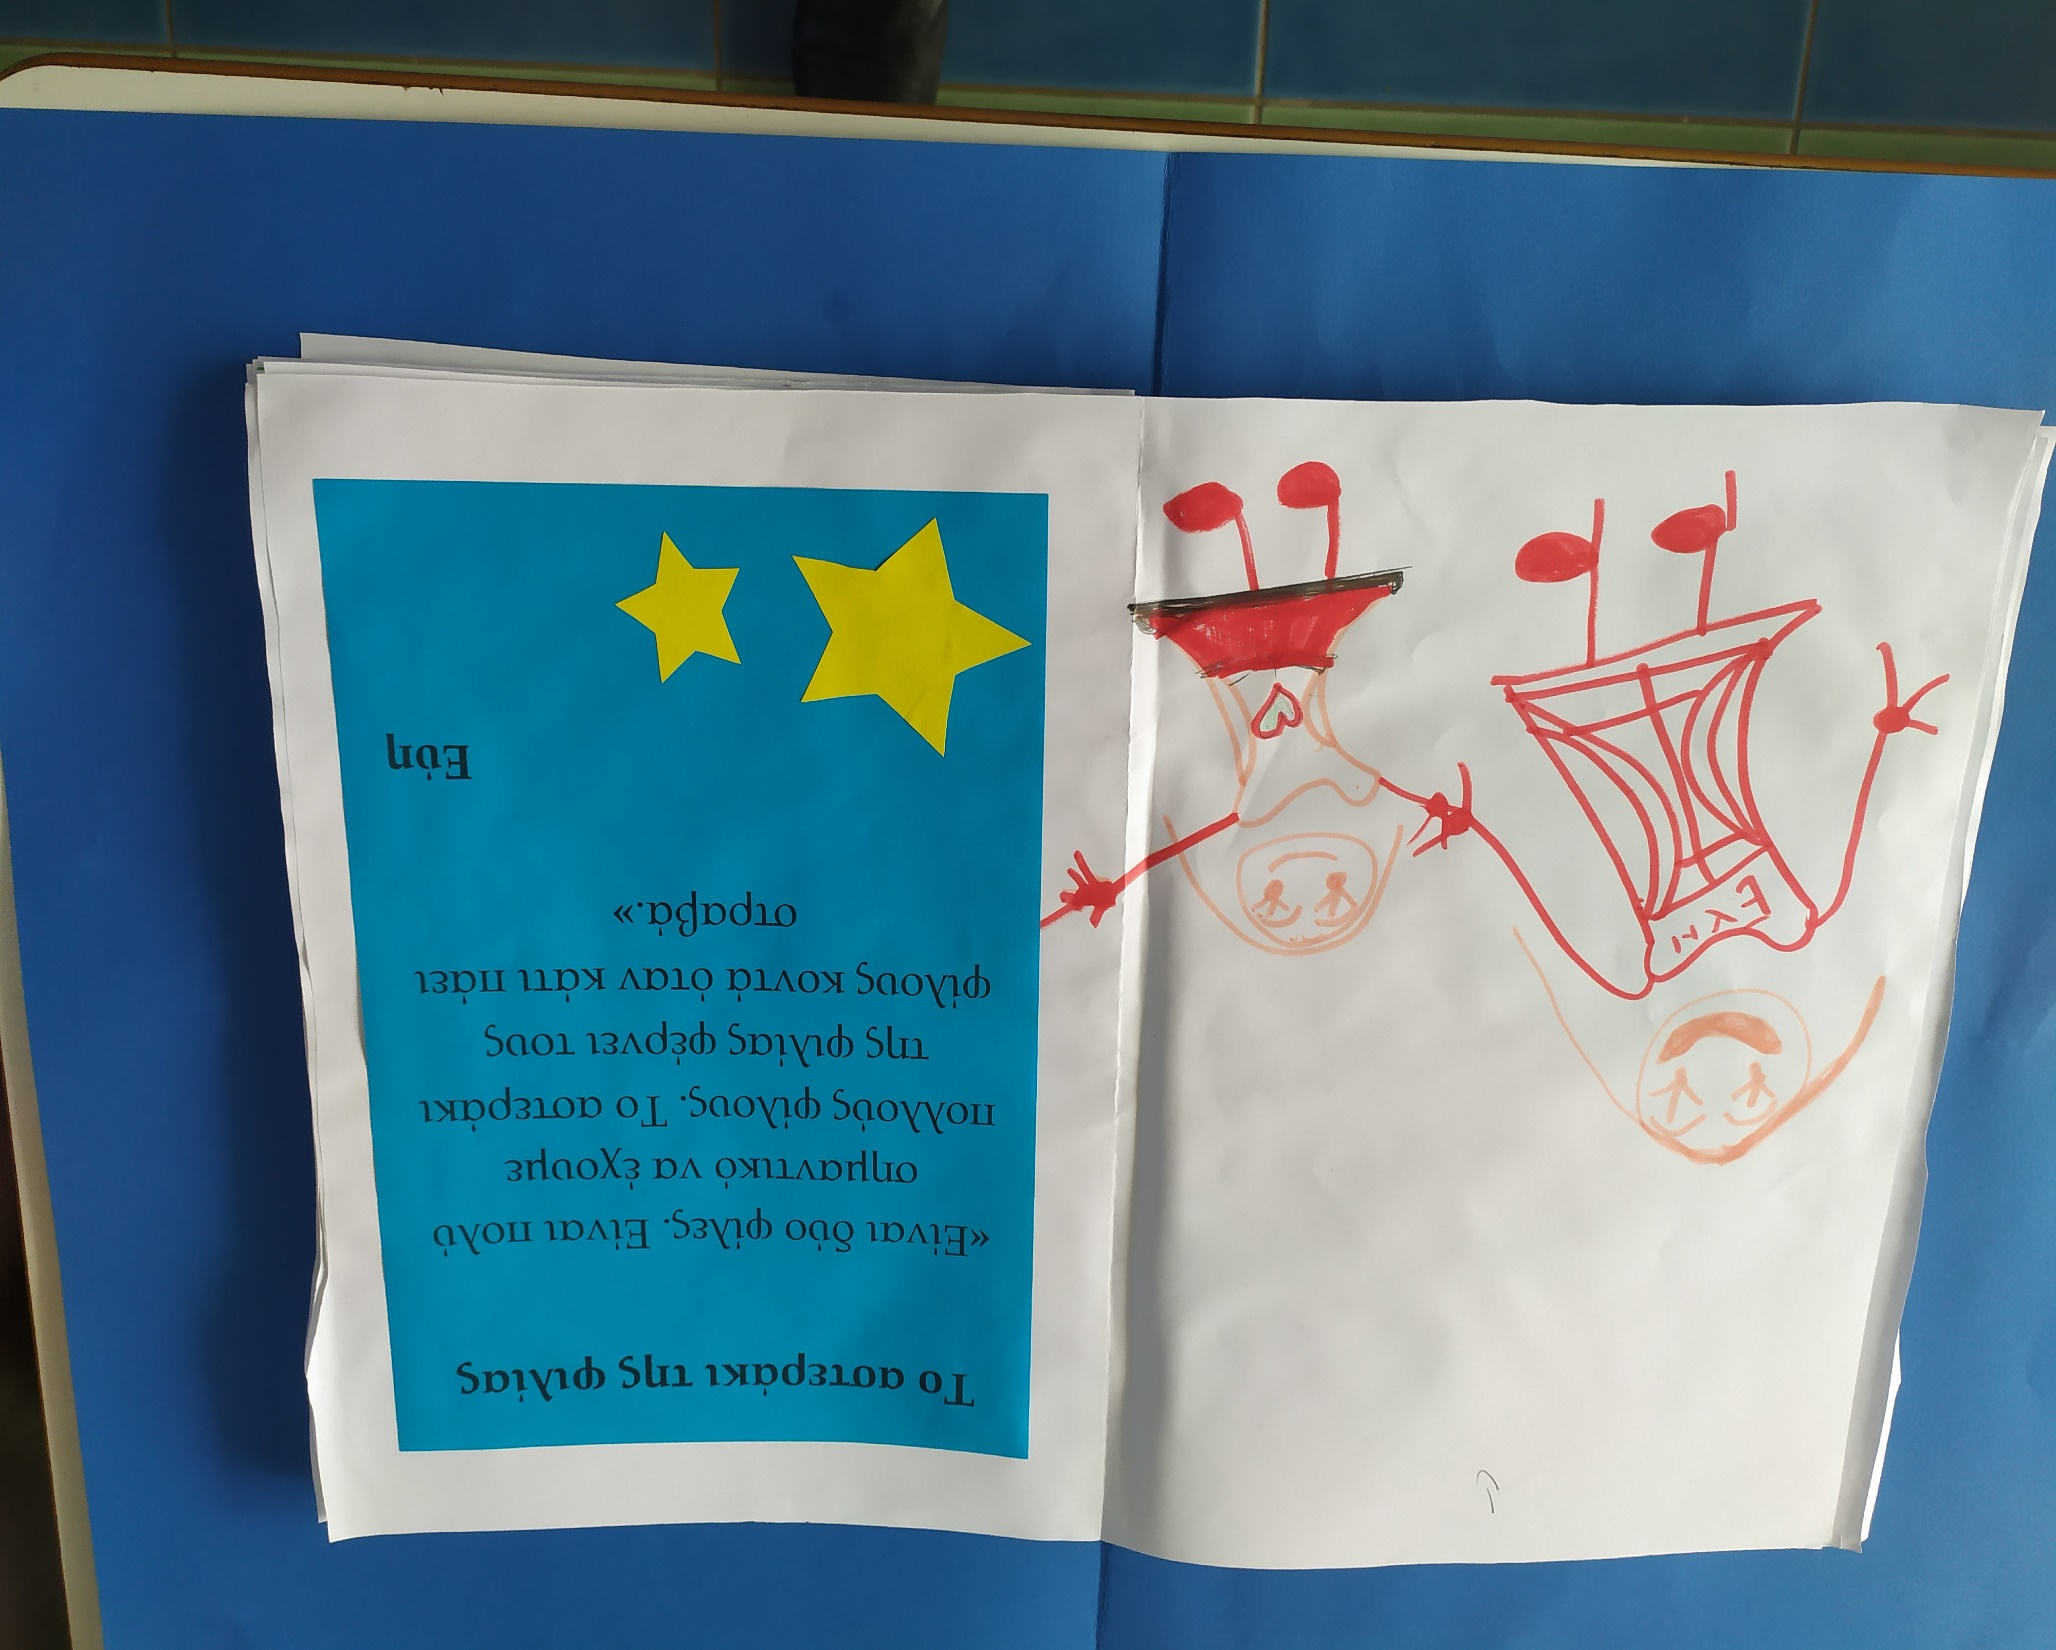 Το αστεράκι της φιλίας
«Είναι δύο φίλες. Είναι πολύ
σημαντικό να έχουμε
πολλούς φίλους. Το αστεράκι
της φιλίας φέρνει τους
φίλους κοντά όταν κάτι πάει
στραβά.»
Εύη